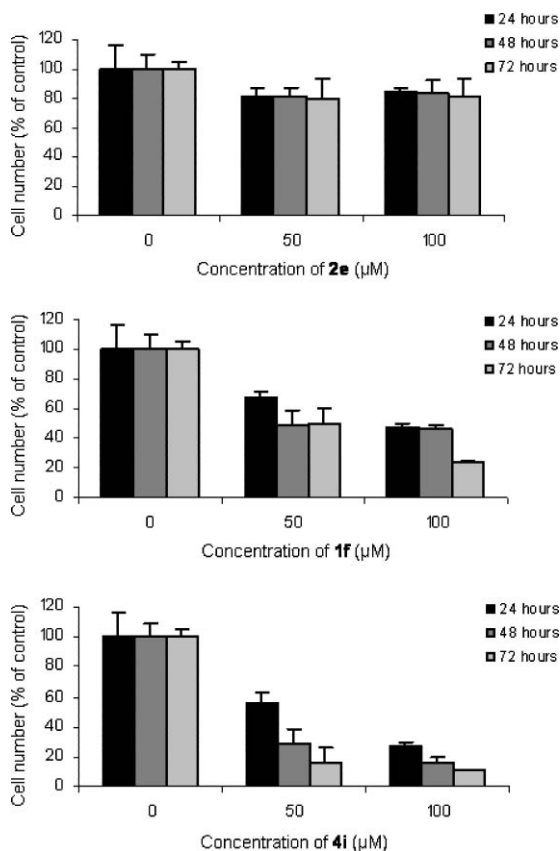 24 hours
48 hours
72 hours
Cell number (% of control)
120
100
80
60
40
20
0
0 50 100
Concentration of 2e (µM)
24 hours
48 hours
72 hours
Cell number (% of control)
120
100
80
60
40
20
0
0 50 100
Concentration of 1f (µM)
24 hours
48 hours
72 hours
Cell number (% of control)
120
100
80
60
40
20
0
0 50 100
Concentration of 4i (µM)